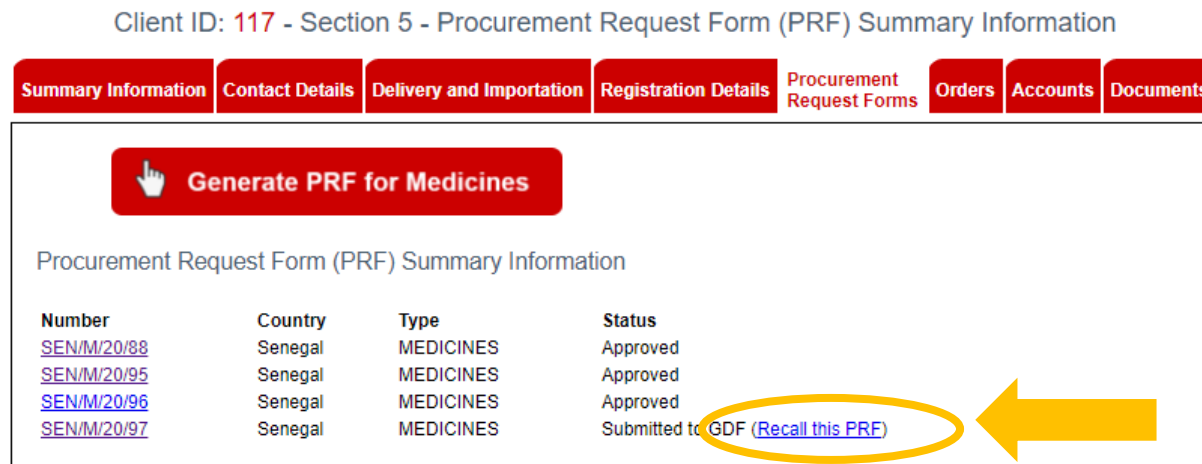 Client ID: 117 - Section 5 - Procurement Request Form (PRF) Summary Information
Summary Information Contact Details Delivery and Importation Registration Details Procurement Request Forms Orders Accounts Documents
Generate PRF for Medicines
Procurement Request Form (PRF) Summary Information
Number Country Type Status
SEN/M/20/88 Senegal MEDICINES Approved
SEN/M/20/95 Senegal MEDICINES Approved
SEN/M/20/96 Senegal MEDICINES Approved
SEN/M/20/97 Senegal MEDICINES Submitted to GDF (Recall this PRF)